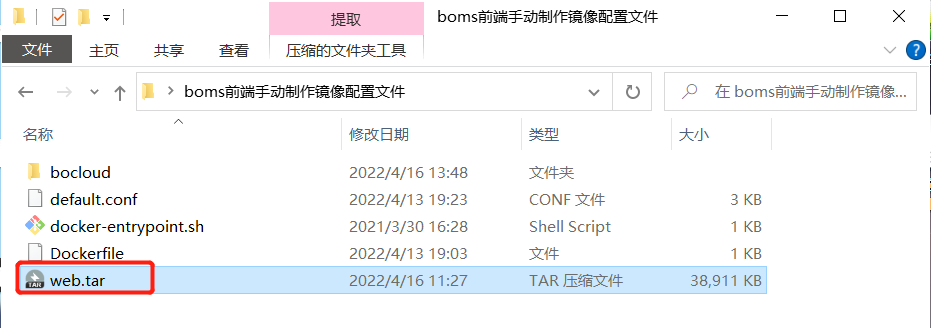 提取
boms前端手动制作镜像配置文件
文件 主页 共享 查看 压缩的文件夹工具
boms前端手动制作镜像配置文件
在 boms前端手动制作镜像...
名称 修改日期 类型 大小
bocloud 2022/4/16 13:48 文件夹
default.conf 2022/4/13 19:23 CONF 文件 3 KB
docker-entrypoint.sh 2021/3/30 16:28 Shell Script 1 KB
Dockerfile 2022/4/13 19:03 文件 1 KB
web.tar 2022/4/16 11:27 TAR 压缩文件 38,911 KB